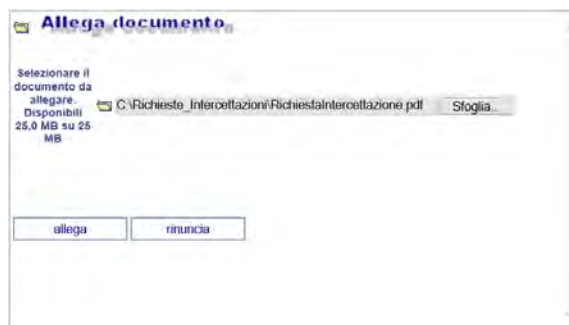 Allega documento
Selezionare il
documento da
allegare.
Disponibili
25,0 MB su 25
MB
C:\Richieste_Intercettazioni\RichiestaIntercettazione.pdf
Sfoglia...
allega
rinuncia